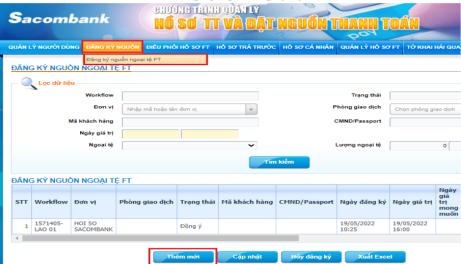 Sacombank
CHƯƠNG TRÌNH QUẢN LÝ
HỒ SƠ TT VÀ ĐẶT NGUỒN THANH TOÁN
QUẢN LÝ NGƯỜI DÙNG ĐĂNG KÝ NGUỒN ĐIỀU PHỐI HỒ SƠ FT HỒ SƠ TRẢ TRƯỚC HỒ SƠ CÁ NHÂN QUẢN LÝ HỒ SƠ FT TỜ KHAI HẢI QUA
Đăng ký nguồn ngoại tệ FT
ĐĂNG KÝ NGUỒN NGOẠI TỆ FT
Lọc dữ liệu
Workflow Trạng thái
Đơn vị Nhập mã hoặc tên đơn vị Phòng giao dịch Chọn phòng giao dịch
Mã khách hàng CMND/Passport
Ngày giá trị
Ngoại tệ Lượng ngoại tệ 0
Tìm kiếm
ĐĂNG KÝ NGUỒN NGOẠI TỆ FT
STT Workflow Đơn vị Phòng giao dịch Trạng thái Mã khách hàng CMND/Passport Ngày đăng ký Ngày giá trị Ngày giá trị mong muốn
1 1571405-LAO 01 HOI SO SACOMBANK Đồng ý 19/05/2022 10:25 19/05/2022 16:00
Thêm mới Cập nhật Hủy đăng ký Xuất Excel